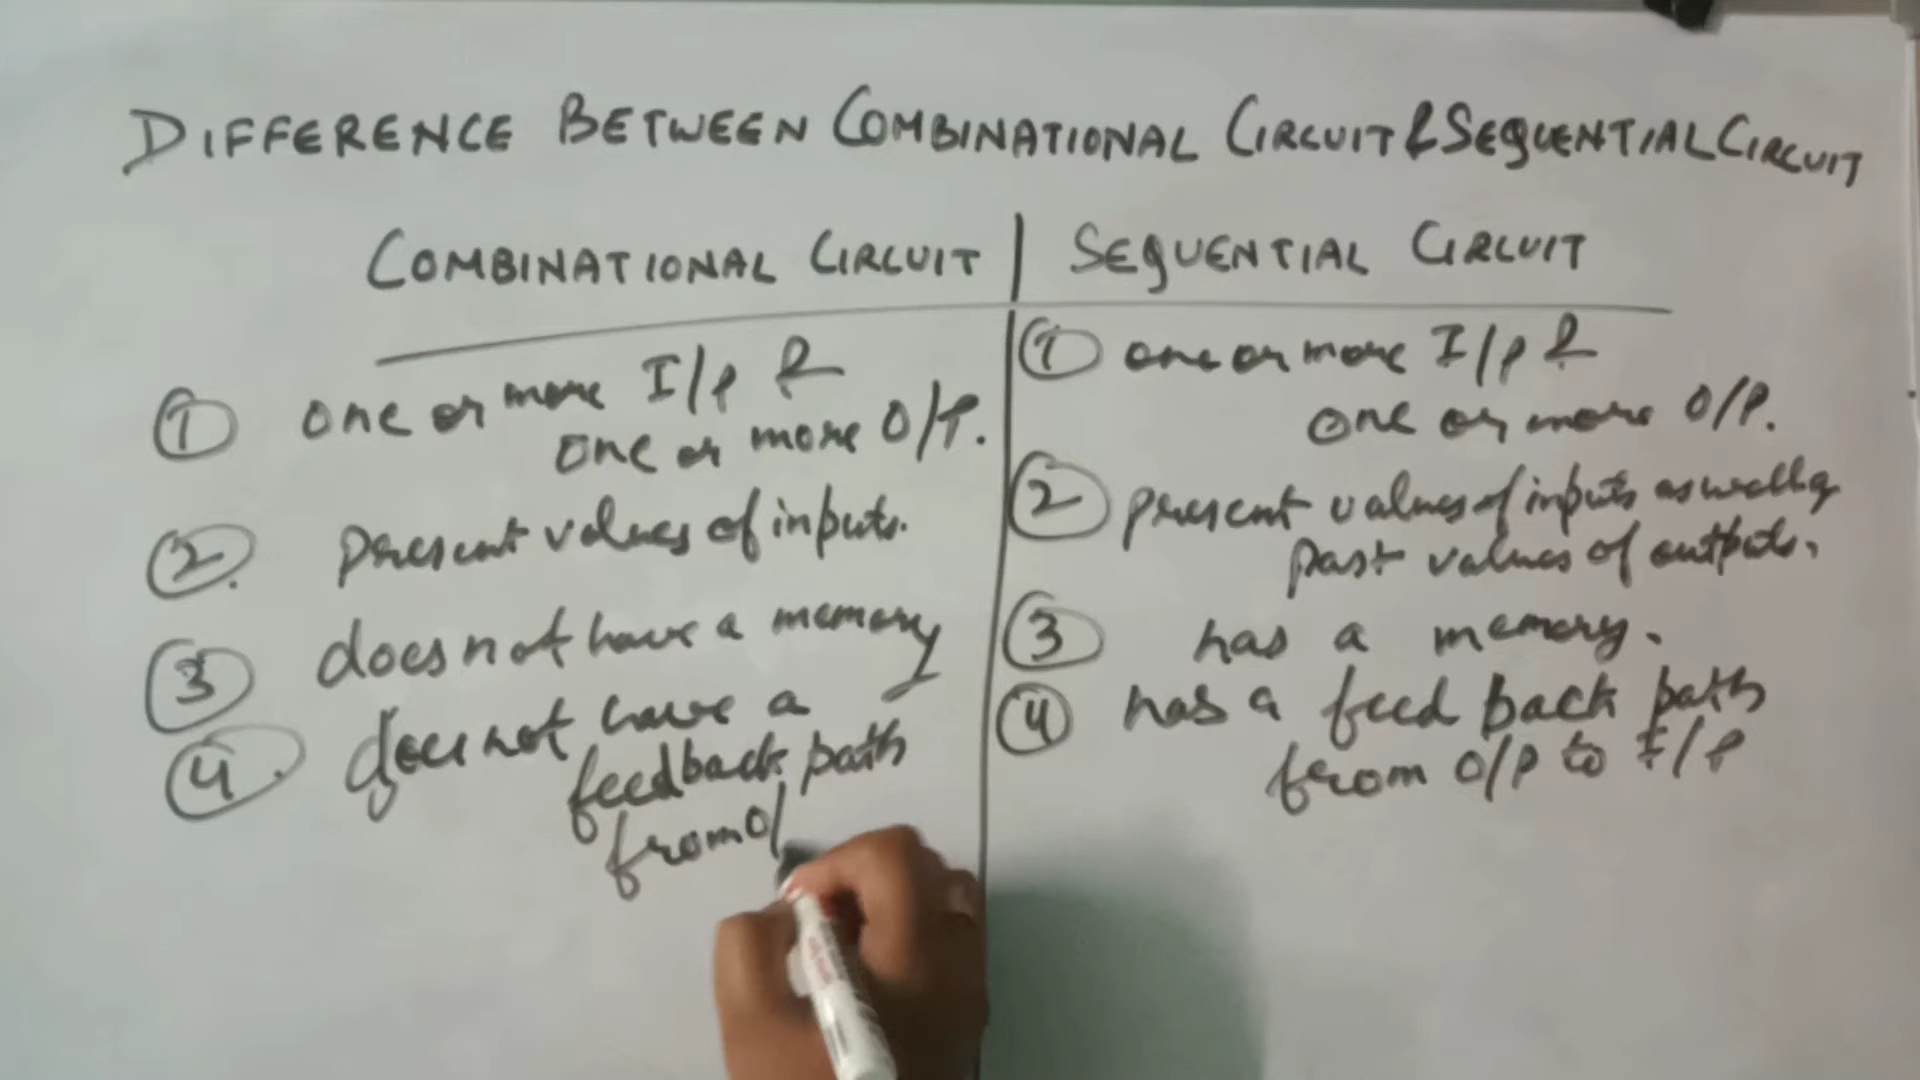 DIFFERENCE BETWEEN COMBINATIONAL CIRCUIT & SEQUENTIAL CIRCUIT
COMBINATIONAL CIRCUIT
① one or more I/p &
one or more O/P.
②. present values of inputs.
③ does not have a memory
④. does not have a
feedback path
from O/
SEQUENTIAL CIRCUIT
① one or more I/p &
one or more O/P.
② present values of inputs as well as
past values of outputs.
③ has a memory.
④ has a feed back path
from O/P to I/P